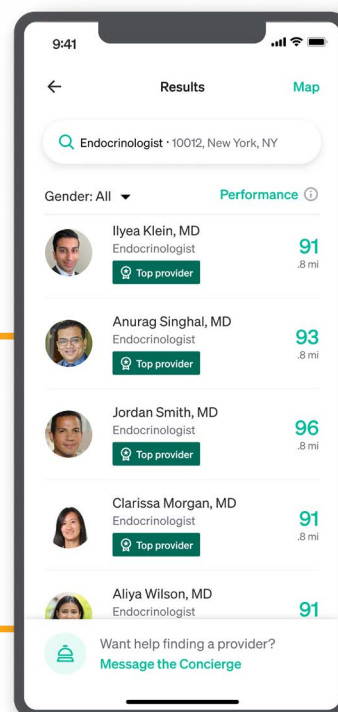 9:41
Results
Map
Endocrinologist · 10012, New York, NY
Gender: All
Performance
Ilyea Klein, MD
Endocrinologist
Top provider
91
.8 mi
Anurag Singhal, MD
Endocrinologist
Top provider
93
.8 mi
Jordan Smith, MD
Endocrinologist
Top provider
96
.8 mi
Clarissa Morgan, MD
Endocrinologist
Top provider
91
.8 mi
Aliya Wilson, MD
Endocrinologist
91
Want help finding a provider?
Message the Concierge